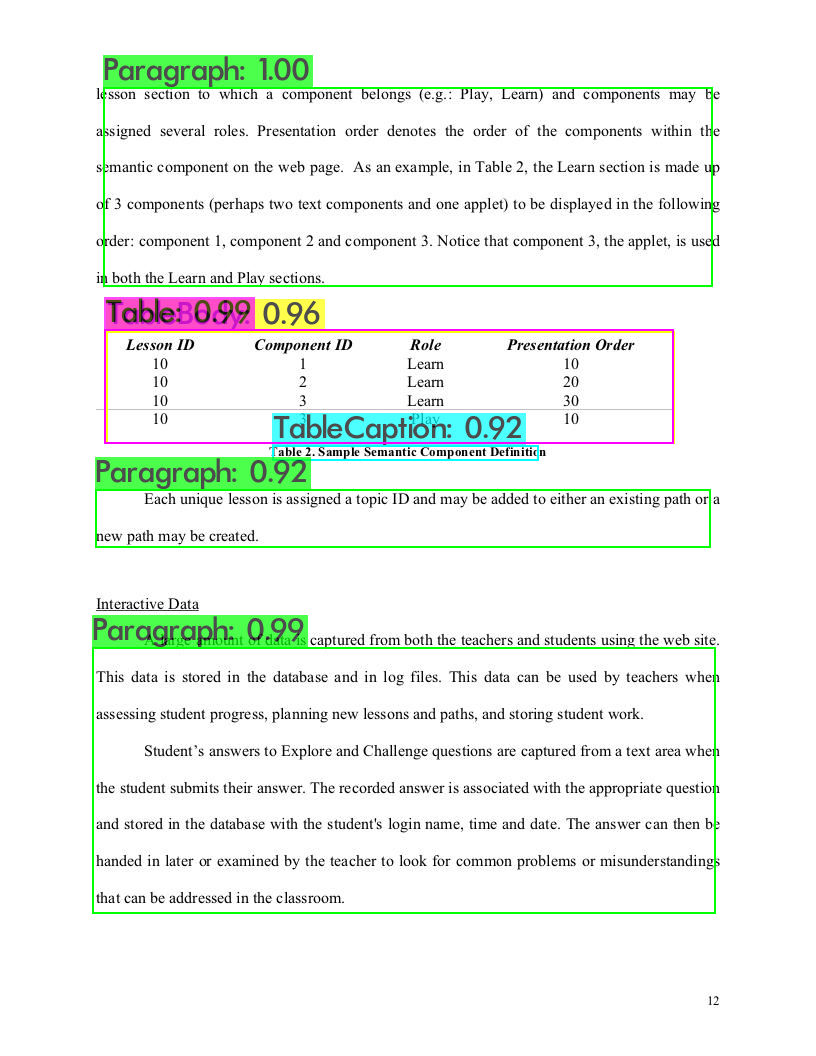 Paragraph: 1.00
lesson section to which a component belongs (e.g.: Play, Learn) and components may be
assigned several roles. Presentation order denotes the order of the components within the
semantic component on the web page. As an example, in Table 2, the Learn section is made up
of 3 components (perhaps two text components and one applet) to be displayed in the following
order: component 1, component 2 and component 3. Notice that component 3, the applet, is used
in both the Learn and Play sections.
Table: 0.99 0.96
Lesson ID Component ID Role Presentation Order
10 1 Learn 10
10 2 Learn 20
10 3 Learn 30
10 3 Play 10
TableCaption: 0.92
Table 2. Sample Semantic Component Definition
Paragraph: 0.92
Each unique lesson is assigned a topic ID and may be added to either an existing path or a
new path may be created.
Interactive Data
Paragraph: 0.99
A large amount of data is captured from both the teachers and students using the web site.
This data is stored in the database and in log files. This data can be used by teachers when
assessing student progress, planning new lessons and paths, and storing student work.
Student’s answers to Explore and Challenge questions are captured from a text area when
the student submits their answer. The recorded answer is associated with the appropriate question
and stored in the database with the student's login name, time and date. The answer can then be
handed in later or examined by the teacher to look for common problems or misunderstandings
that can be addressed in the classroom.
12